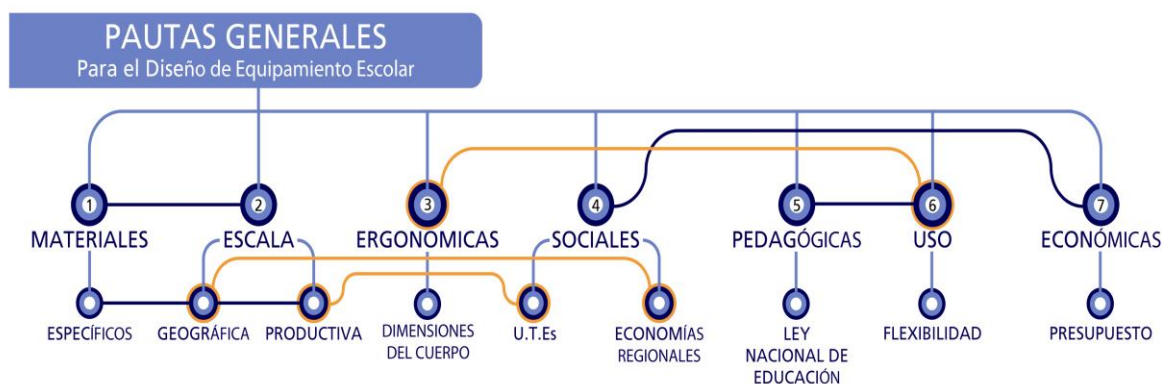 PAUTAS GENERALES
Para el Diseño de Equipamiento Escolar
1
2
3
4
5
6
7
MATERIALES
ESCALA
ERGONOMICAS
SOCIALES
PEDAGÓGICAS
USO
ECONÓMICAS
ESPECÍFICOS
GEOGRÁFICA
PRODUCTIVA
DIMENSIONES
DEL CUERPO
U.T.Es
ECONOMÍAS
REGIONALES
LEY
NACIONAL DE
EDUCACIÓN
FLEXIBILIDAD
PRESUPUESTO